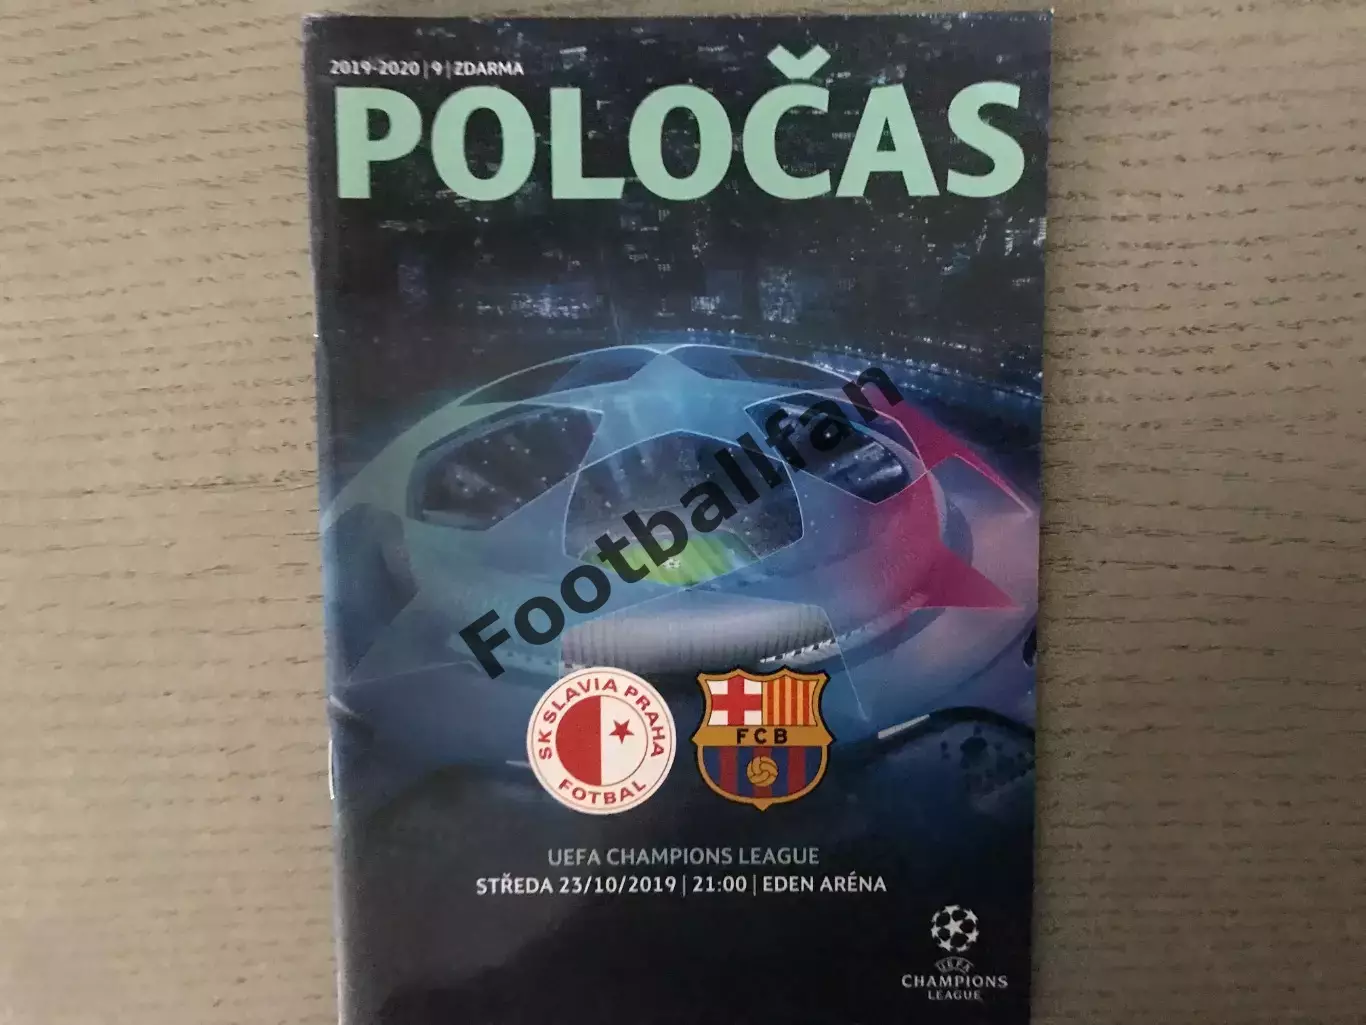 2019-2020 | 9 | ZDARMA
POLOČAS
Footballfan
SK SLAVIA PRAHA
FOTBAL
FCB
UEFA CHAMPIONS LEAGUE
STŘEDA 23/10/2019 | 21:00 | EDEN ARÉNA
UEFA
CHAMPIONS
LEAGUE